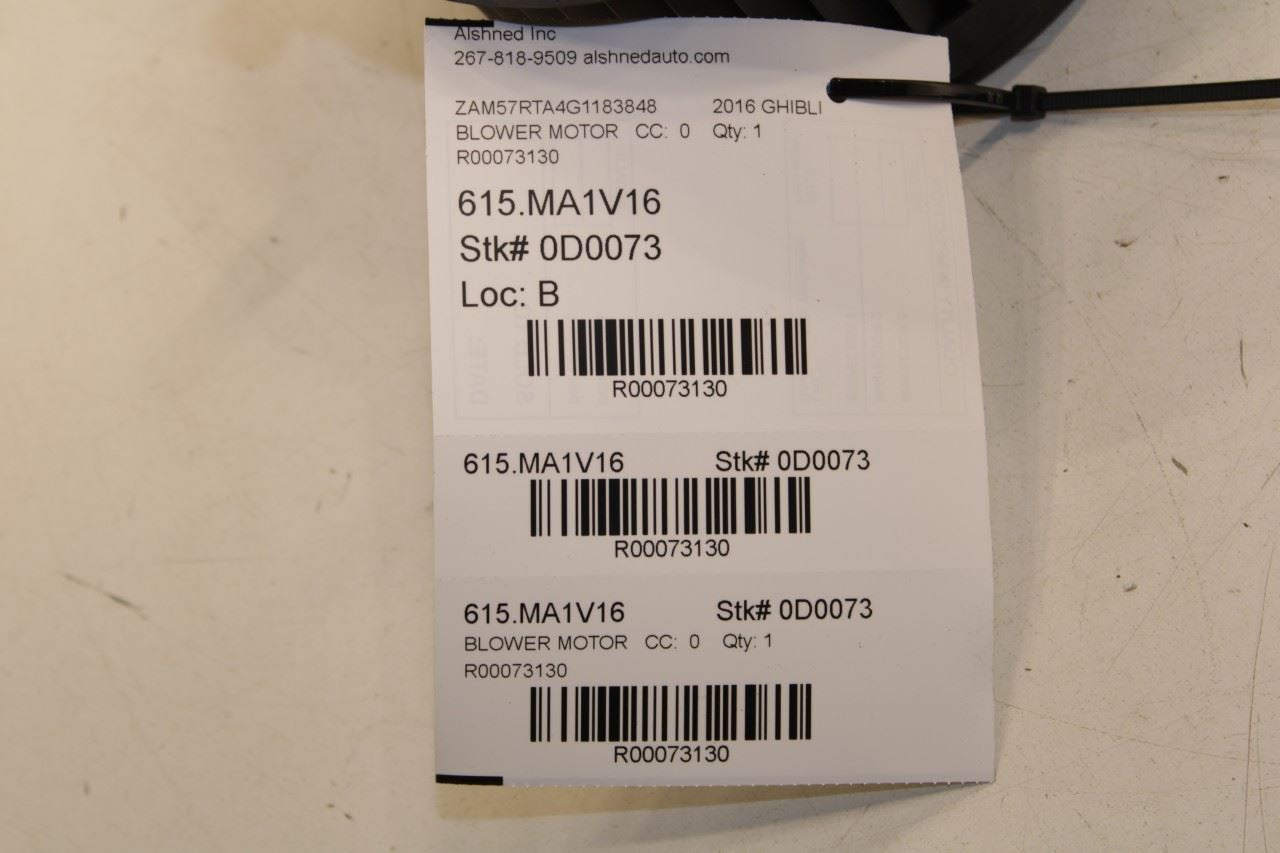 Alshned Inc
267-818-9509 alshnedauto.com
ZAM57RTA4G1183848 2016 GHIBLI
BLOWER MOTOR CC: 0 Qty: 1
R00073130
615.MA1V16
Stk# 0D0073
Loc: B
R00073130
615.MA1V16 Stk# 0D0073
R00073130
615.MA1V16 Stk# 0D0073
BLOWER MOTOR CC: 0 Qty: 1
R00073130
R00073130